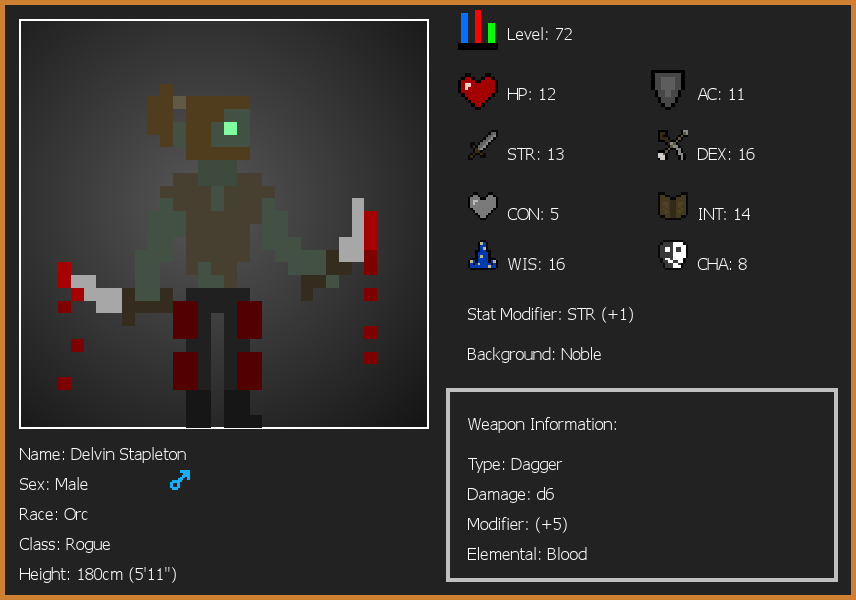 Level: 72
HP: 12
AC: 11
STR: 13
DEX: 16
CON: 5
INT: 14
WIS: 16
CHA: 8
Stat Modifier: STR (+1)
Background: Noble
Weapon Information:
Type: Dagger
Damage: d6
Modifier: (+5)
Elemental: Blood
Name: Delvin Stapleton
Sex: Male
Race: Orc
Class: Rogue
Height: 180cm (5'11")